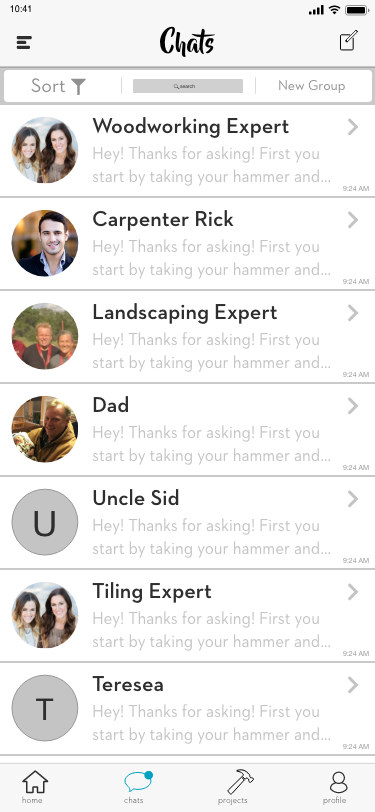 10:41
Chats
Sort
search
New Group
Woodworking Expert
Hey! Thanks for asking! First you
start by taking your hammer and...
9:24 AM
Carpenter Rick
Hey! Thanks for asking! First you
start by taking your hammer and...
9:24 AM
Landscaping Expert
Hey! Thanks for asking! First you
start by taking your hammer and...
9:24 AM
Dad
Hey! Thanks for asking! First you
start by taking your hammer and...
9:24 AM
U
Uncle Sid
Hey! Thanks for asking! First you
start by taking your hammer and...
9:24 AM
Tiling Expert
Hey! Thanks for asking! First you
start by taking your hammer and...
9:24 AM
T
Teresea
Hey! Thanks for asking! First you
start by taking your hammer and...
9:24 AM
home chats projects profile